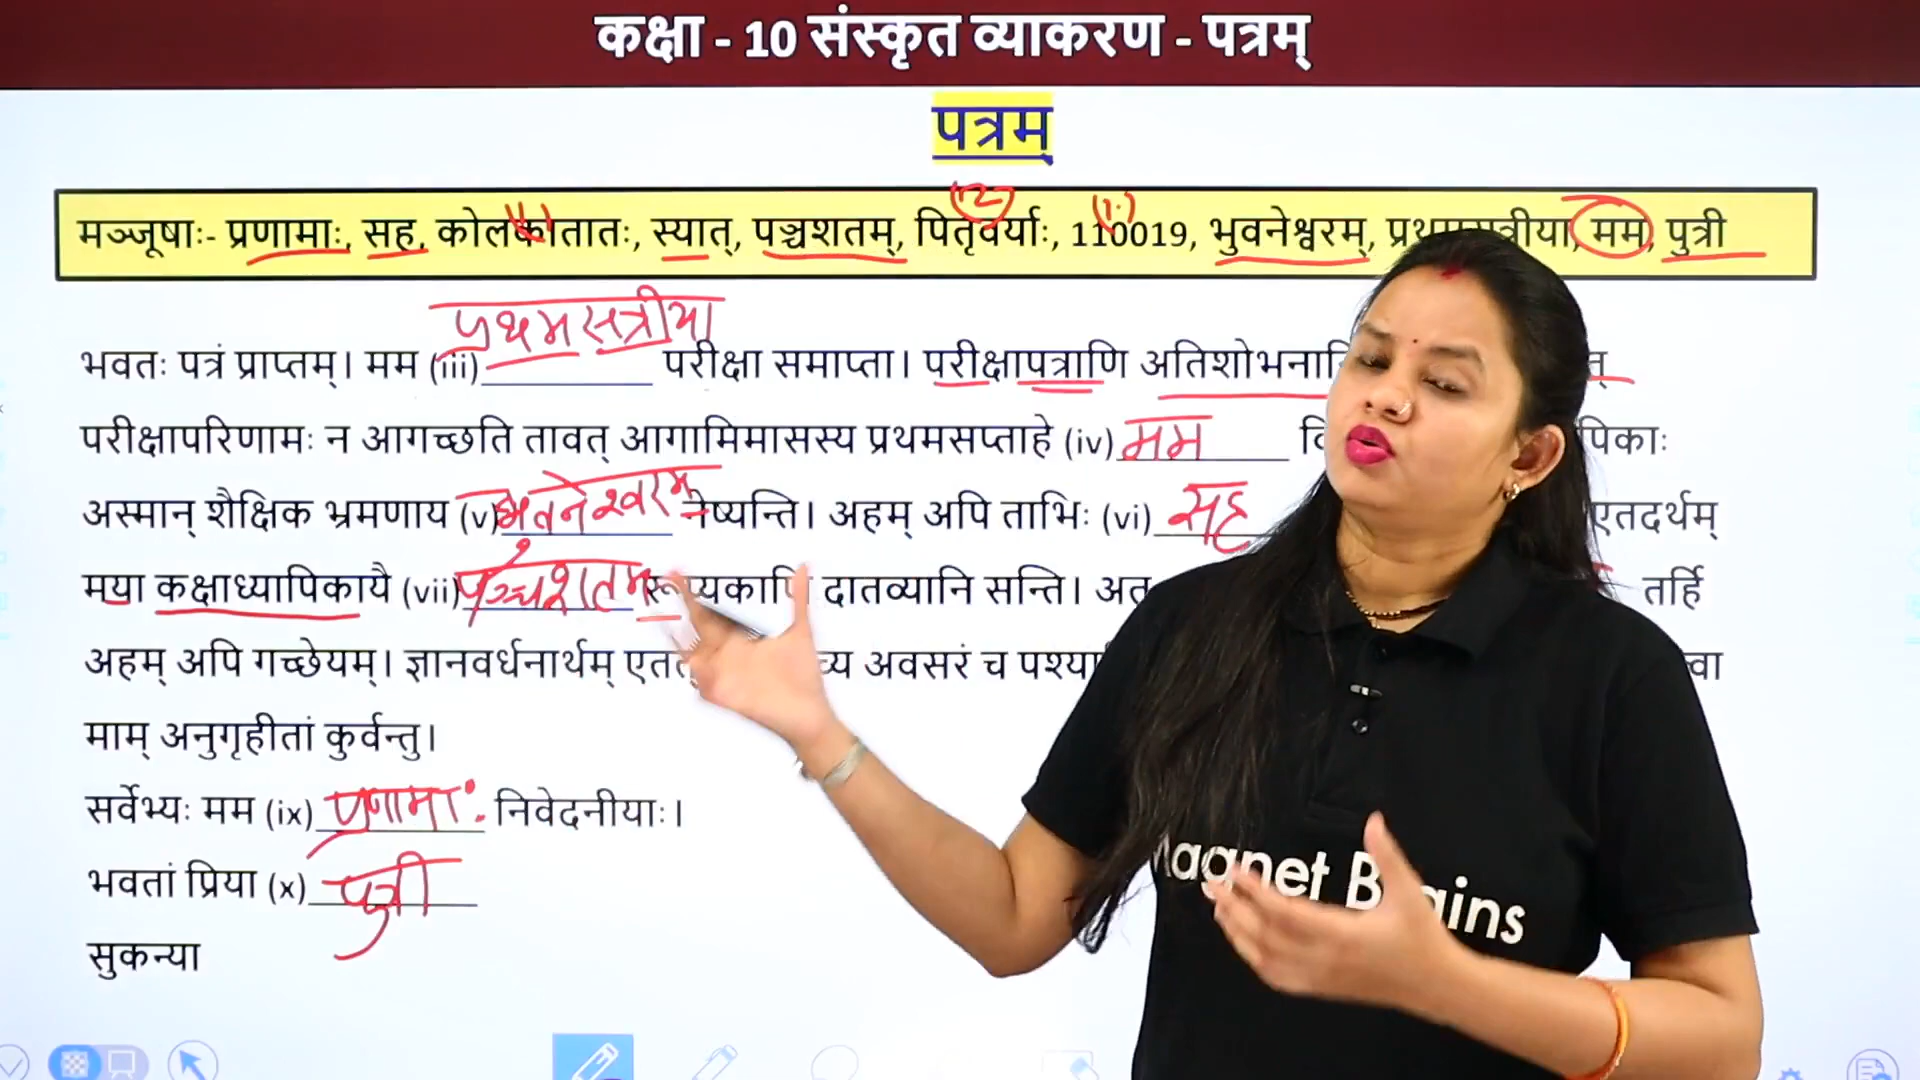 कक्षा - 10 संस्कृत व्याकरण - पत्रम्
पत्रम्
मञ्जूषाः- प्रणामाः, सह, कोलकातातः, स्यात्, पञ्चशतम्, पितृवर्याः, 110019, भुवनेश्वरम्, मम, पुत्री
भवतः पत्रं प्राप्तम्। मम (iii) प्रथमसत्रीया परीक्षा समाप्ता। परीक्षापत्राणि
परीक्षापरिणामः न आगच्छति तावत् आगामिमासस्य प्रथमसप्ताहे (iv) मम
अस्मान् शैक्षिक भ्रमणाय (v) भुवनेश्वरम् नेष्यन्ति। अहम् अपि ताभिः (vi) सह एतदर्थम्
मया कक्षाध्यापिकायै (vii) पञ्चशतम् रूप्यकाणि दातव्यानि सन्ति। तर्हि
अहम् अपि गच्छेयम्। ज्ञानवर्धनार्थम् अवसरं च
माम् अनुगृहीतां कुर्वन्तु।
सर्वेभ्यः मम (ix) प्रणामाः निवेदनीयाः।
भवतां प्रिया (x) पुत्री
सुकन्या
Magnet Brains